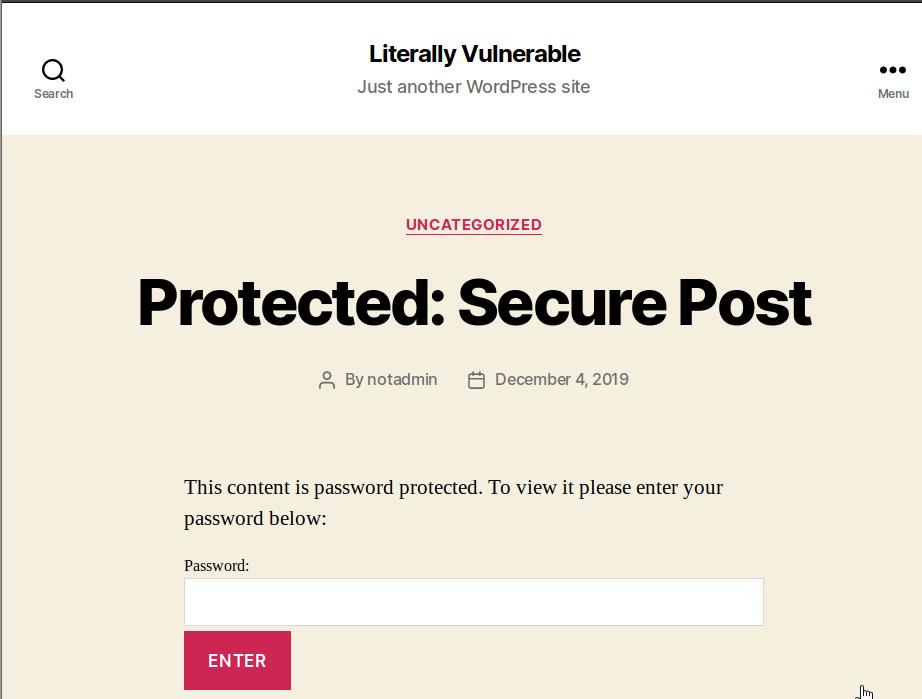 Literally Vulnerable
Just another WordPress site
Search
Menu
UNCATEGORIZED
Protected: Secure Post
By notadmin
December 4, 2019
This content is password protected. To view it please enter your
password below:
Password:
ENTER